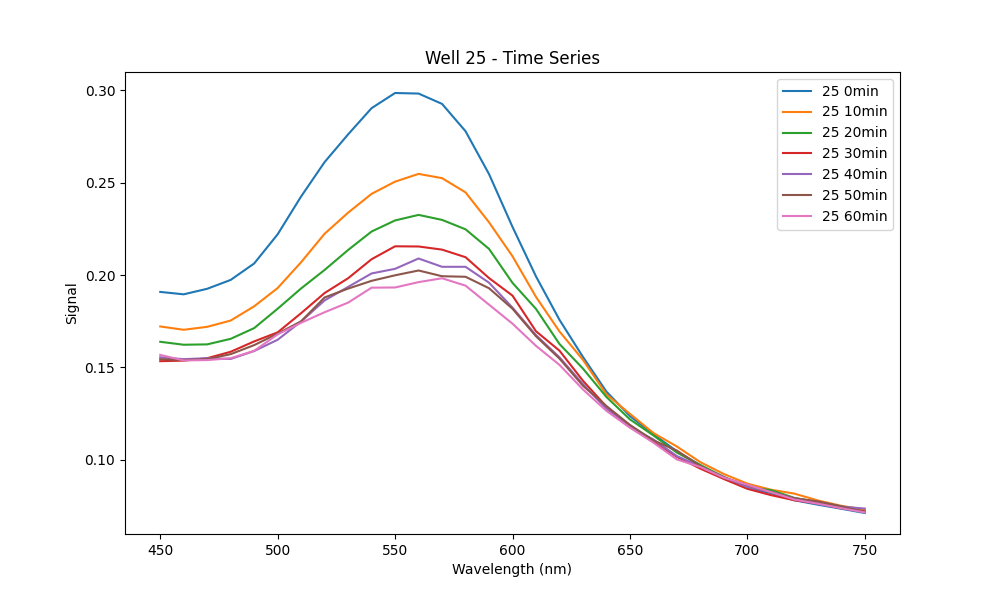 Well 25 - Time Series
25 0min
25 10min
25 20min
25 30min
25 40min
25 50min
25 60min
0.30
0.25
0.20
0.15
0.10
Signal
450 500 550 600 650 700 750
Wavelength (nm)